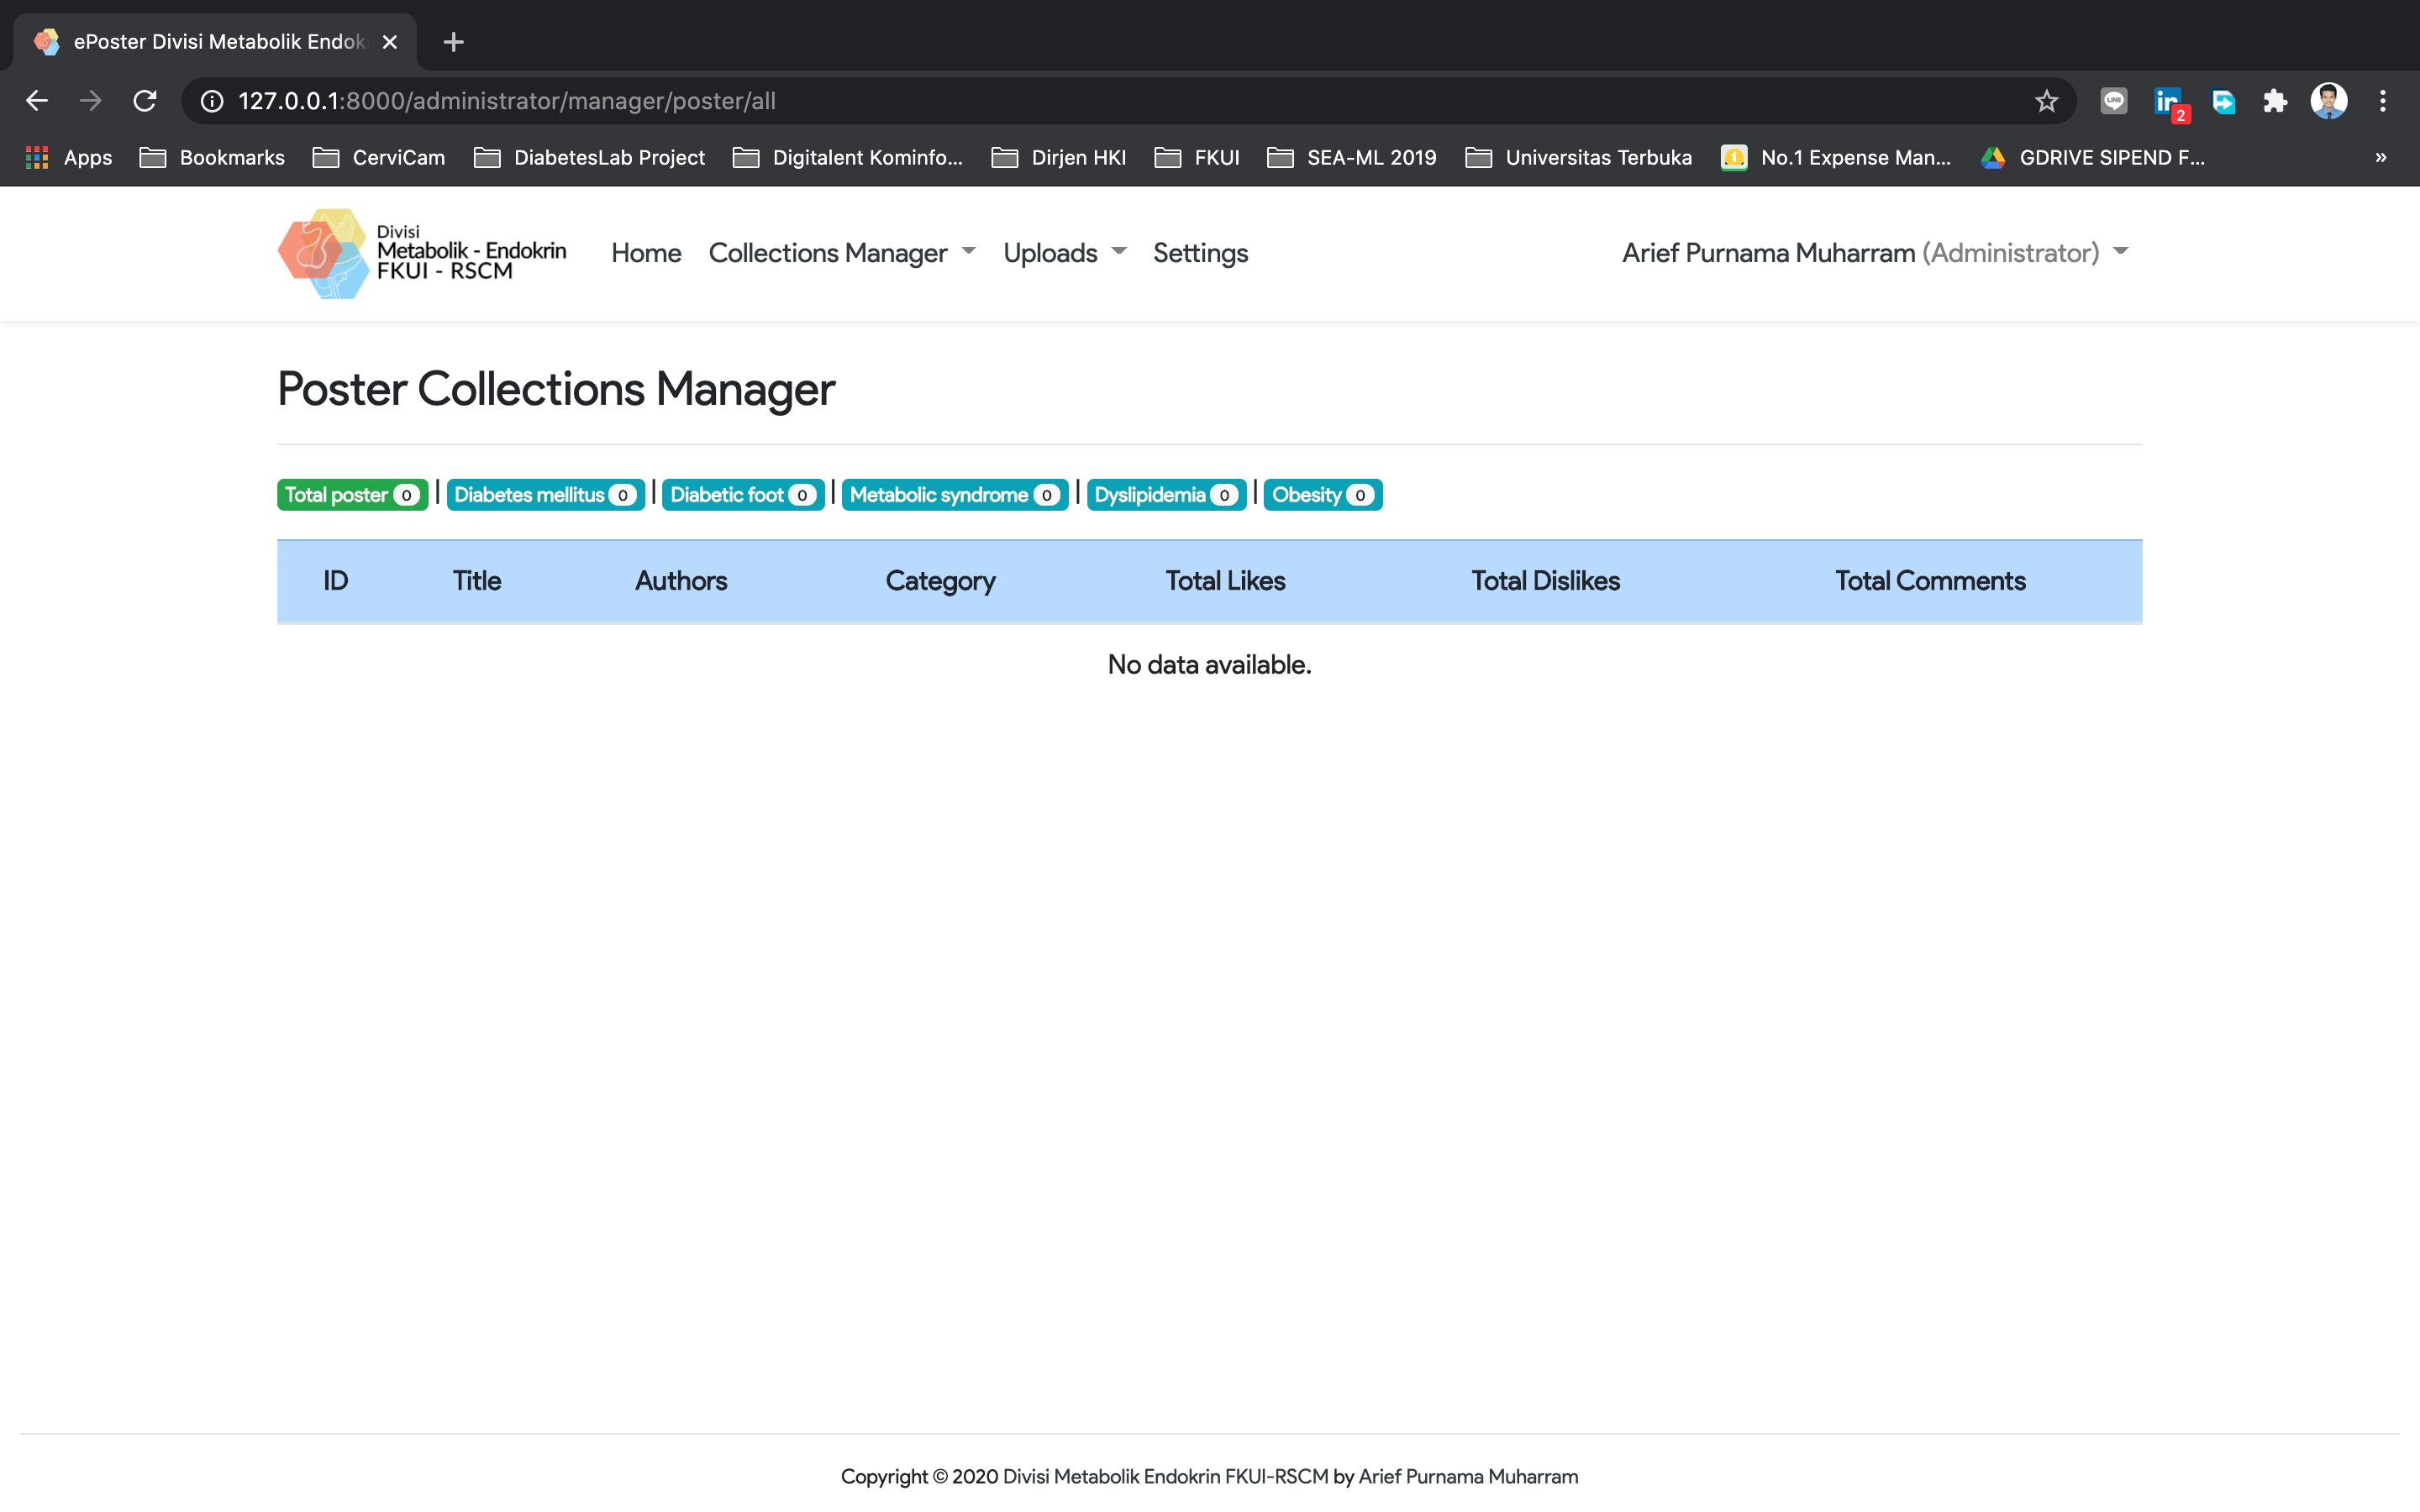 ePoster Divisi Metabolik Endok
127.0.0.1:8000/administrator/manager/poster/all
LINE
in 2
Apps Bookmarks CerviCam DiabetesLab Project Digitalent Kominfo... Dirjen HKI FKUI SEA-ML 2019 Universitas Terbuka 1 No.1 Expense Man... GDRIVE SIPEND F... »
Divisi
Metabolik - Endokrin
FKUI - RSCM
Home Collections Manager Uploads Settings Arief Purnama Muharram (Administrator)
Poster Collections Manager
Total poster 0 | Diabetes mellitus 0 | Diabetic foot 0 | Metabolic syndrome 0 | Dyslipidemia 0 | Obesity 0
ID Title Authors Category Total Likes Total Dislikes Total Comments
No data available.
Copyright © 2020 Divisi Metabolik Endokrin FKUI-RSCM by Arief Purnama Muharram